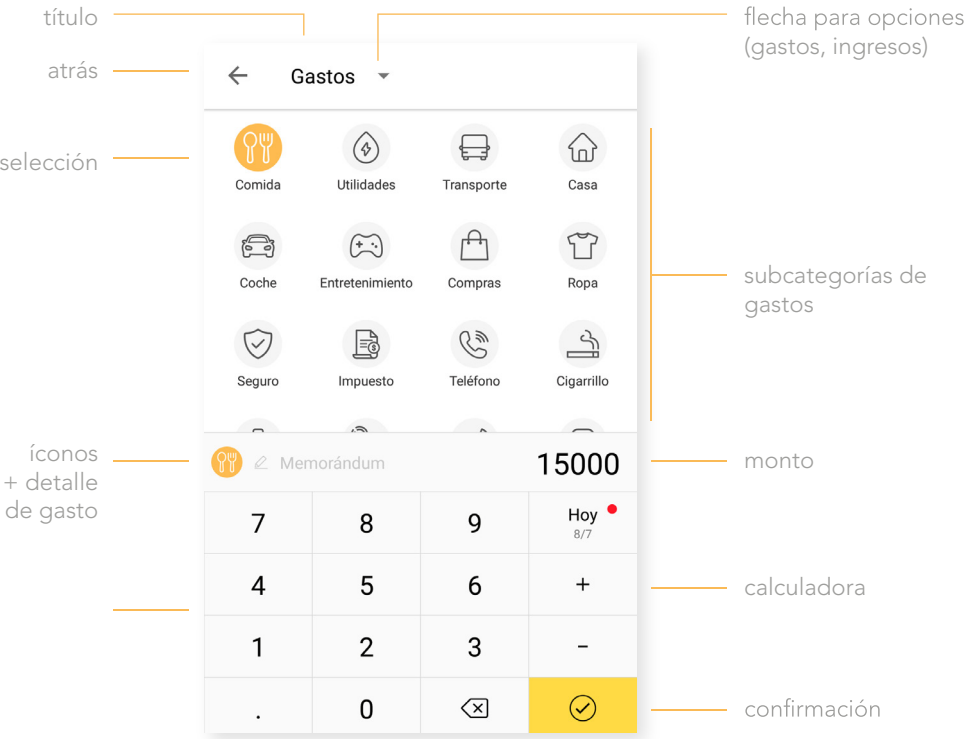 título
flecha para opciones
(gastos, ingresos)
atrás
Gastos
selección
Comida
Utilidades
Transporte
Casa
Coche
Entretenimiento
Compras
Ropa
subcategorías de
gastos
Seguro
Impuesto
Teléfono
Cigarrillo
íconos
+ detalle
de gasto
Memorándum
15000
monto
7
8
9
Hoy
8/7
4
5
6
+
calculadora
1
2
3
-
.
0
confirmación